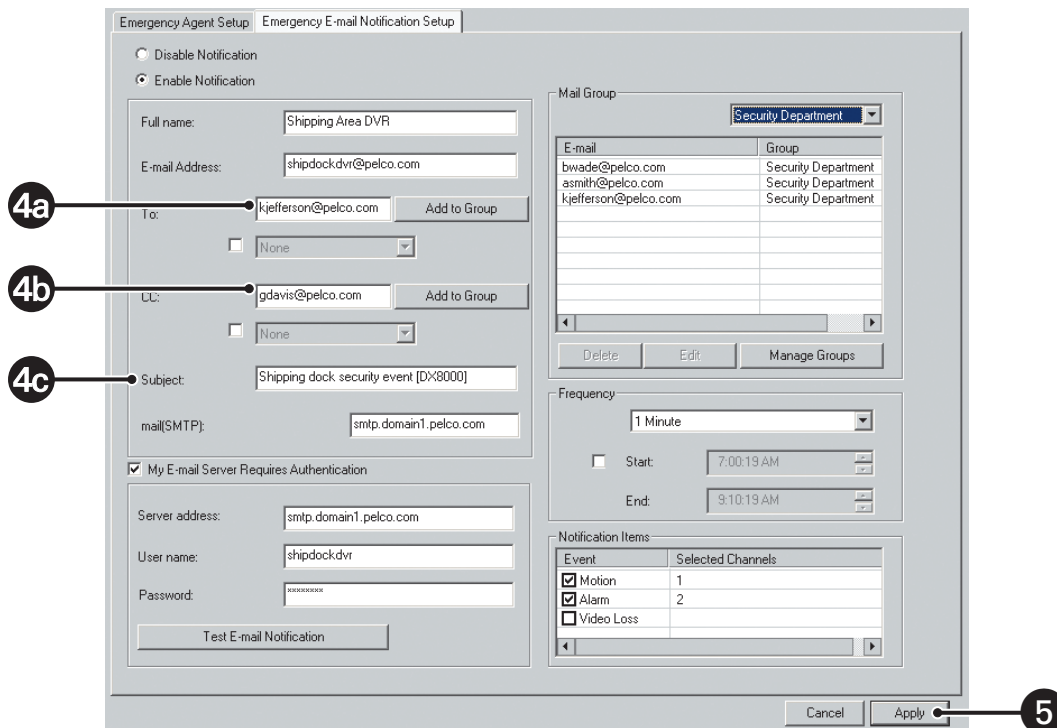 Emergency Agent Setup
Emergency E-mail Notification Setup
Disable Notification
Enable Notification
Full name:
Shipping Area DVR
E-mail Address:
shipdockdvr@pelco.com
4a
To:
kjefferson@pelco.com
Add to Group
None
4b
CC:
gdavis@pelco.com
Add to Group
None
4c
Subject:
Shipping dock security event [DX8000]
mail(SMTP):
smtp.domain1.pelco.com
My E-mail Server Requires Authentication
Server address:
smtp.domain1.pelco.com
User name:
shipdockdvr
Password:
xxxxxxxx
Test E-mail Notification
Mail Group
Security Department
E-mail Group
bwade@pelco.com Security Department
asmith@pelco.com Security Department
kjefferson@pelco.com Security Department
Delete
Edit
Manage Groups
Frequency
1 Minute
Start:
7:00:19 AM
End:
9:10:19 AM
Notification Items
Event Selected Channels
Motion 1
Alarm 2
Video Loss
Cancel
Apply
5